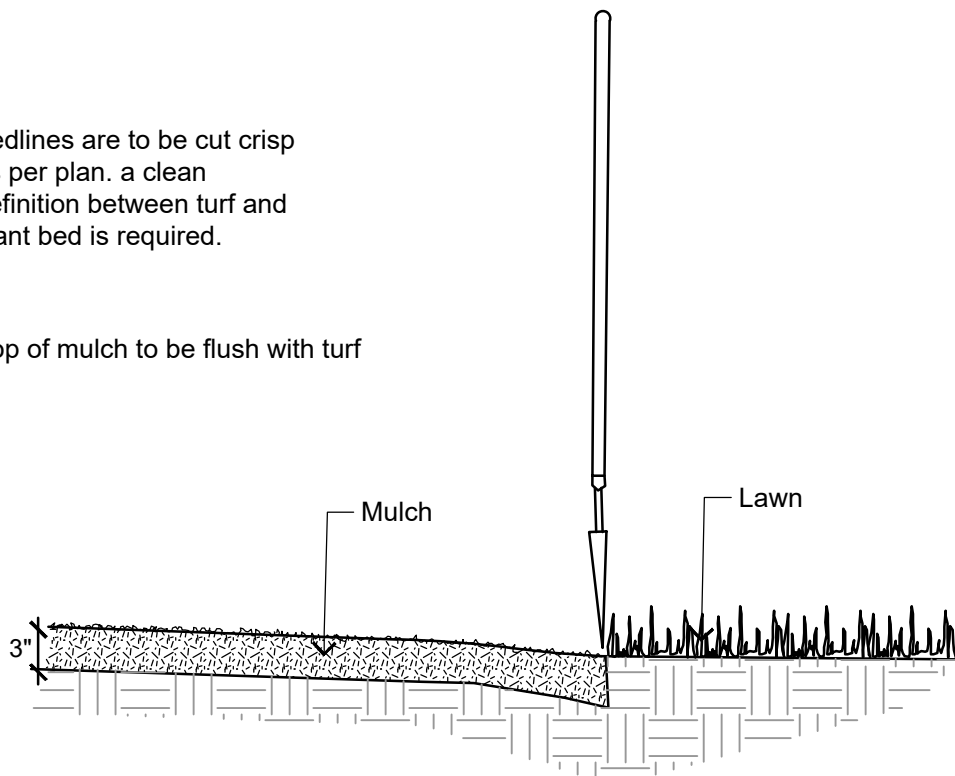 edlines are to be cut crisp
per plan. a clean
efinition between turf and
ant bed is required.
op of mulch to be flush with turf
Mulch
Lawn
3"